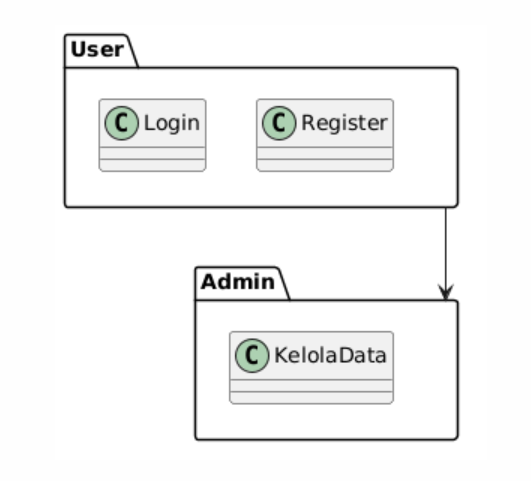 User
C Login
C Register
Admin
C KelolaData